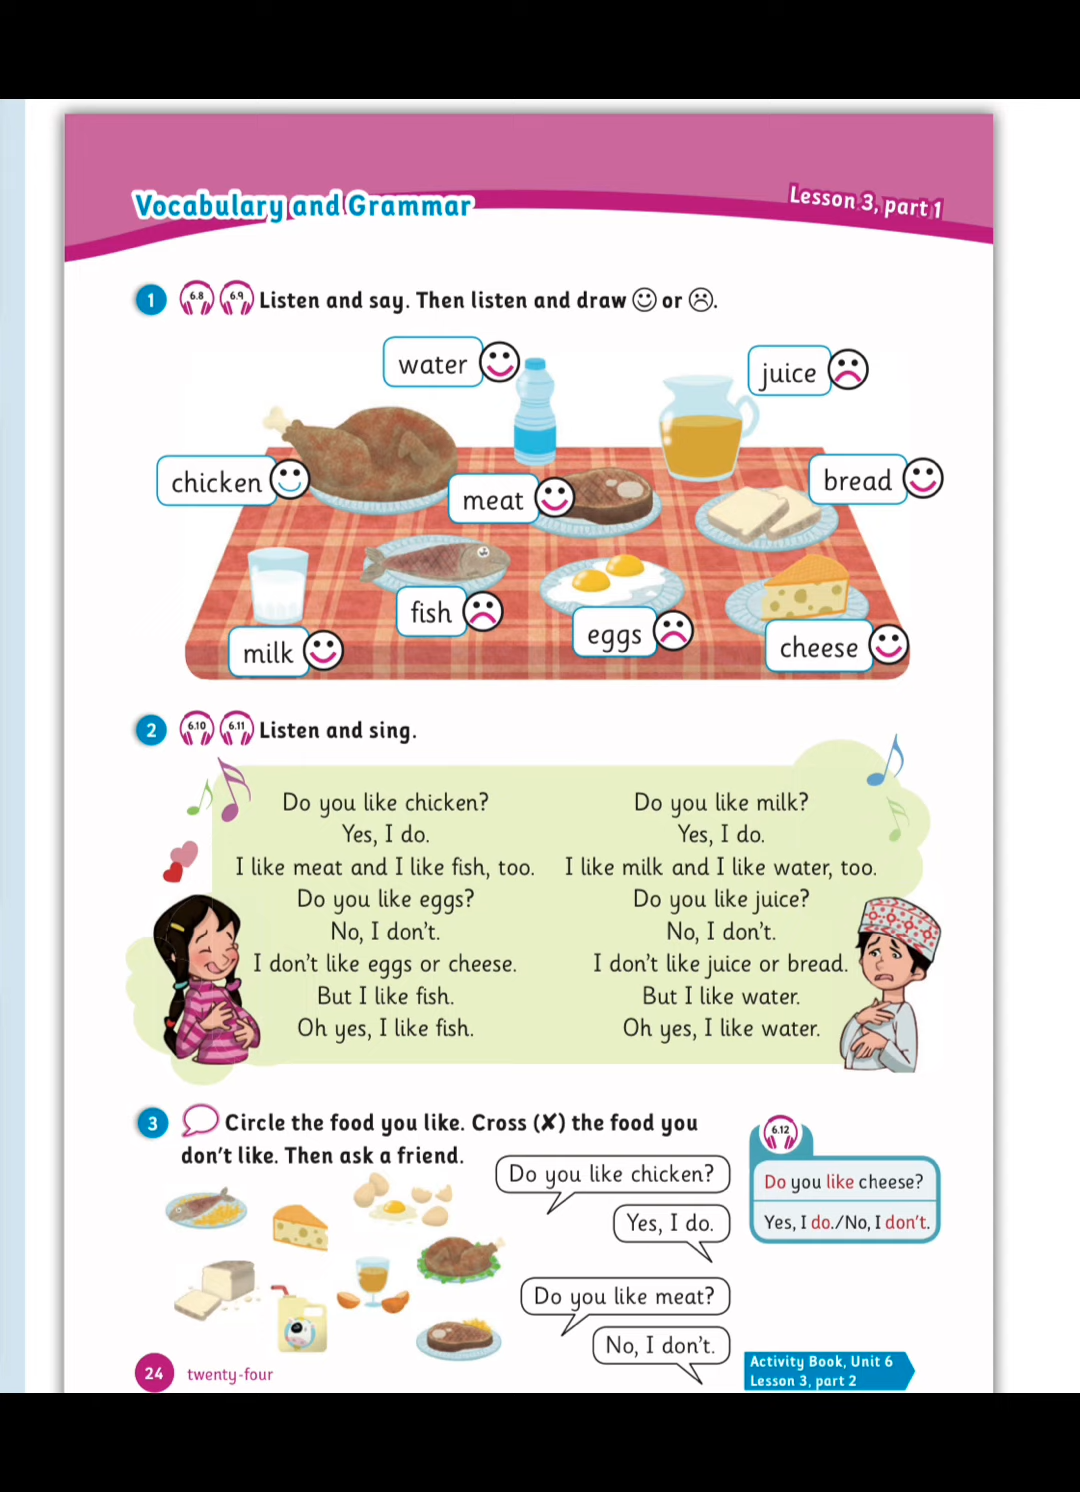 Vocabulary and Grammar
Lesson 3, part 1
1 6.8 6.9 Listen and say. Then listen and draw or .
water
juice
chicken
meat
bread
milk
fish
eggs
cheese
2 6.10 6.11 Listen and sing.
Do you like chicken?
Yes, I do.
I like meat and I like fish, too.
Do you like eggs?
No, I don't.
I don't like eggs or cheese.
But I like fish.
Oh yes, I like fish.
Do you like milk?
Yes, I do.
I like milk and I like water, too.
Do you like juice?
No, I don't.
I don't like juice or bread.
But I like water.
Oh yes, I like water.
3 Circle the food you like. Cross (✘) the food you
don't like. Then ask a friend.
Do you like chicken?
Yes, I do.
Do you like meat?
No, I don't.
6.12
Do you like cheese?
Yes, I do./No, I don't.
24 twenty-four
Activity Book, Unit 6
Lesson 3, part 2